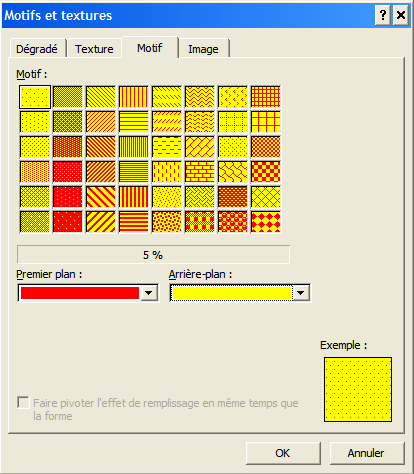 Motifs et textures
Dégradé Texture Motif Image
Motif :
5 %
Premier plan : Arrière-plan :
Exemple :
Faire pivoter l'effet de remplissage en même temps que
la forme
OK Annuler